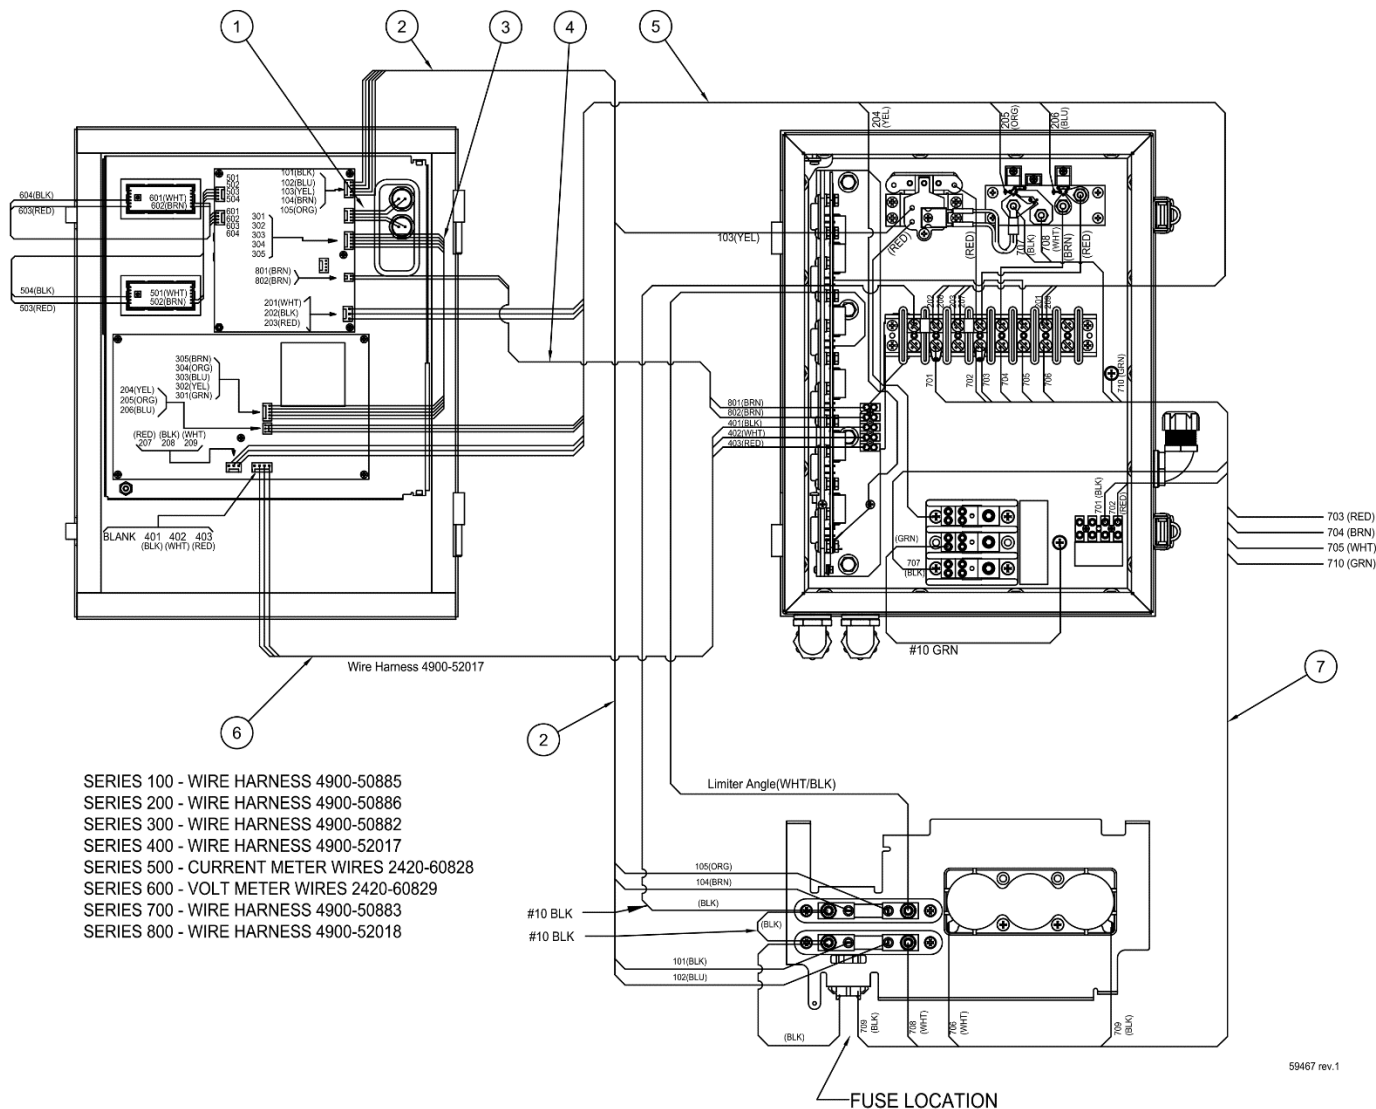 1
2
3
4
5
604(BLK)
603(RED)
601(WHT)
602(BRN)
504(BLK)
503(RED)
501(WHT)
502(BRN)
501
502
503
504
601
602
603
604
101(BLK)
102(BLU)
103(YEL)
104(BRN)
105(ORG)
301
302
303
304
305
801(BRN)
802(BRN)
201(WHT)
202(BLK)
203(RED)
305(BRN)
304(ORG)
303(BLU)
302(YEL)
301(GRN)
204(YEL)
205(ORG)
206(BLU)
(RED) (BLK) (WHT)
207 208 209
BLANK 401 402 403
(BLK) (WHT) (RED)
204
(YEL)
205
(ORG)
206
(BLU)
103(YEL)
(RED)
(RED)
707
(BLK)
708
(WHT)
(BRN)
(RED)
701
702
703
704
705
706
710 (GRN)
801(BRN)
802(BRN)
401(BLK)
402(WHT)
403(RED)
701 (BLK)
702
(RED)
(GRN)
707
(BLK)
#10 GRN
703 (RED)
704 (BRN)
705 (WHT)
710 (GRN)
Wire Harness 4900-52017
6
2
7
SERIES 100 - WIRE HARNESS 4900-50885
SERIES 200 - WIRE HARNESS 4900-50886
SERIES 300 - WIRE HARNESS 4900-50882
SERIES 400 - WIRE HARNESS 4900-52017
SERIES 500 - CURRENT METER WIRES 2420-60828
SERIES 600 - VOLT METER WIRES 2420-60829
SERIES 700 - WIRE HARNESS 4900-50883
SERIES 800 - WIRE HARNESS 4900-52018
Limiter Angle(WHT/BLK)
105(ORG)
104(BRN)
(BLK)
#10 BLK
(BLK)
#10 BLK
101(BLK)
102(BLU)
(BLK)
709
(BLK)
708
(WHT)
706
(WHT)
709
(BLK)
59467 rev.1
FUSE LOCATION